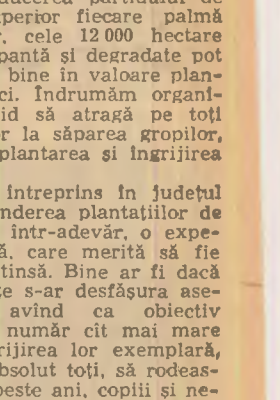 perior fiecare palmă
cele 12 000 hectare
pantă și degradate pot
bine în valoare plan-
ci. Îndrumăm organi-
id să atragă pe toți
r la săparea gropilor,
plantarea și îngrijirea
întreprins în județul
nderea plantațiilor de
într-adevăr, o expe-
ă, care merită să fie
tinsă. Bine ar fi dacă
s-ar desfășura ase-
avînd ca obiectiv
număr cît mai mare
rijirea lor exemplară,
bsolut toți, să rodeas-
peste ani, copiii și ne-